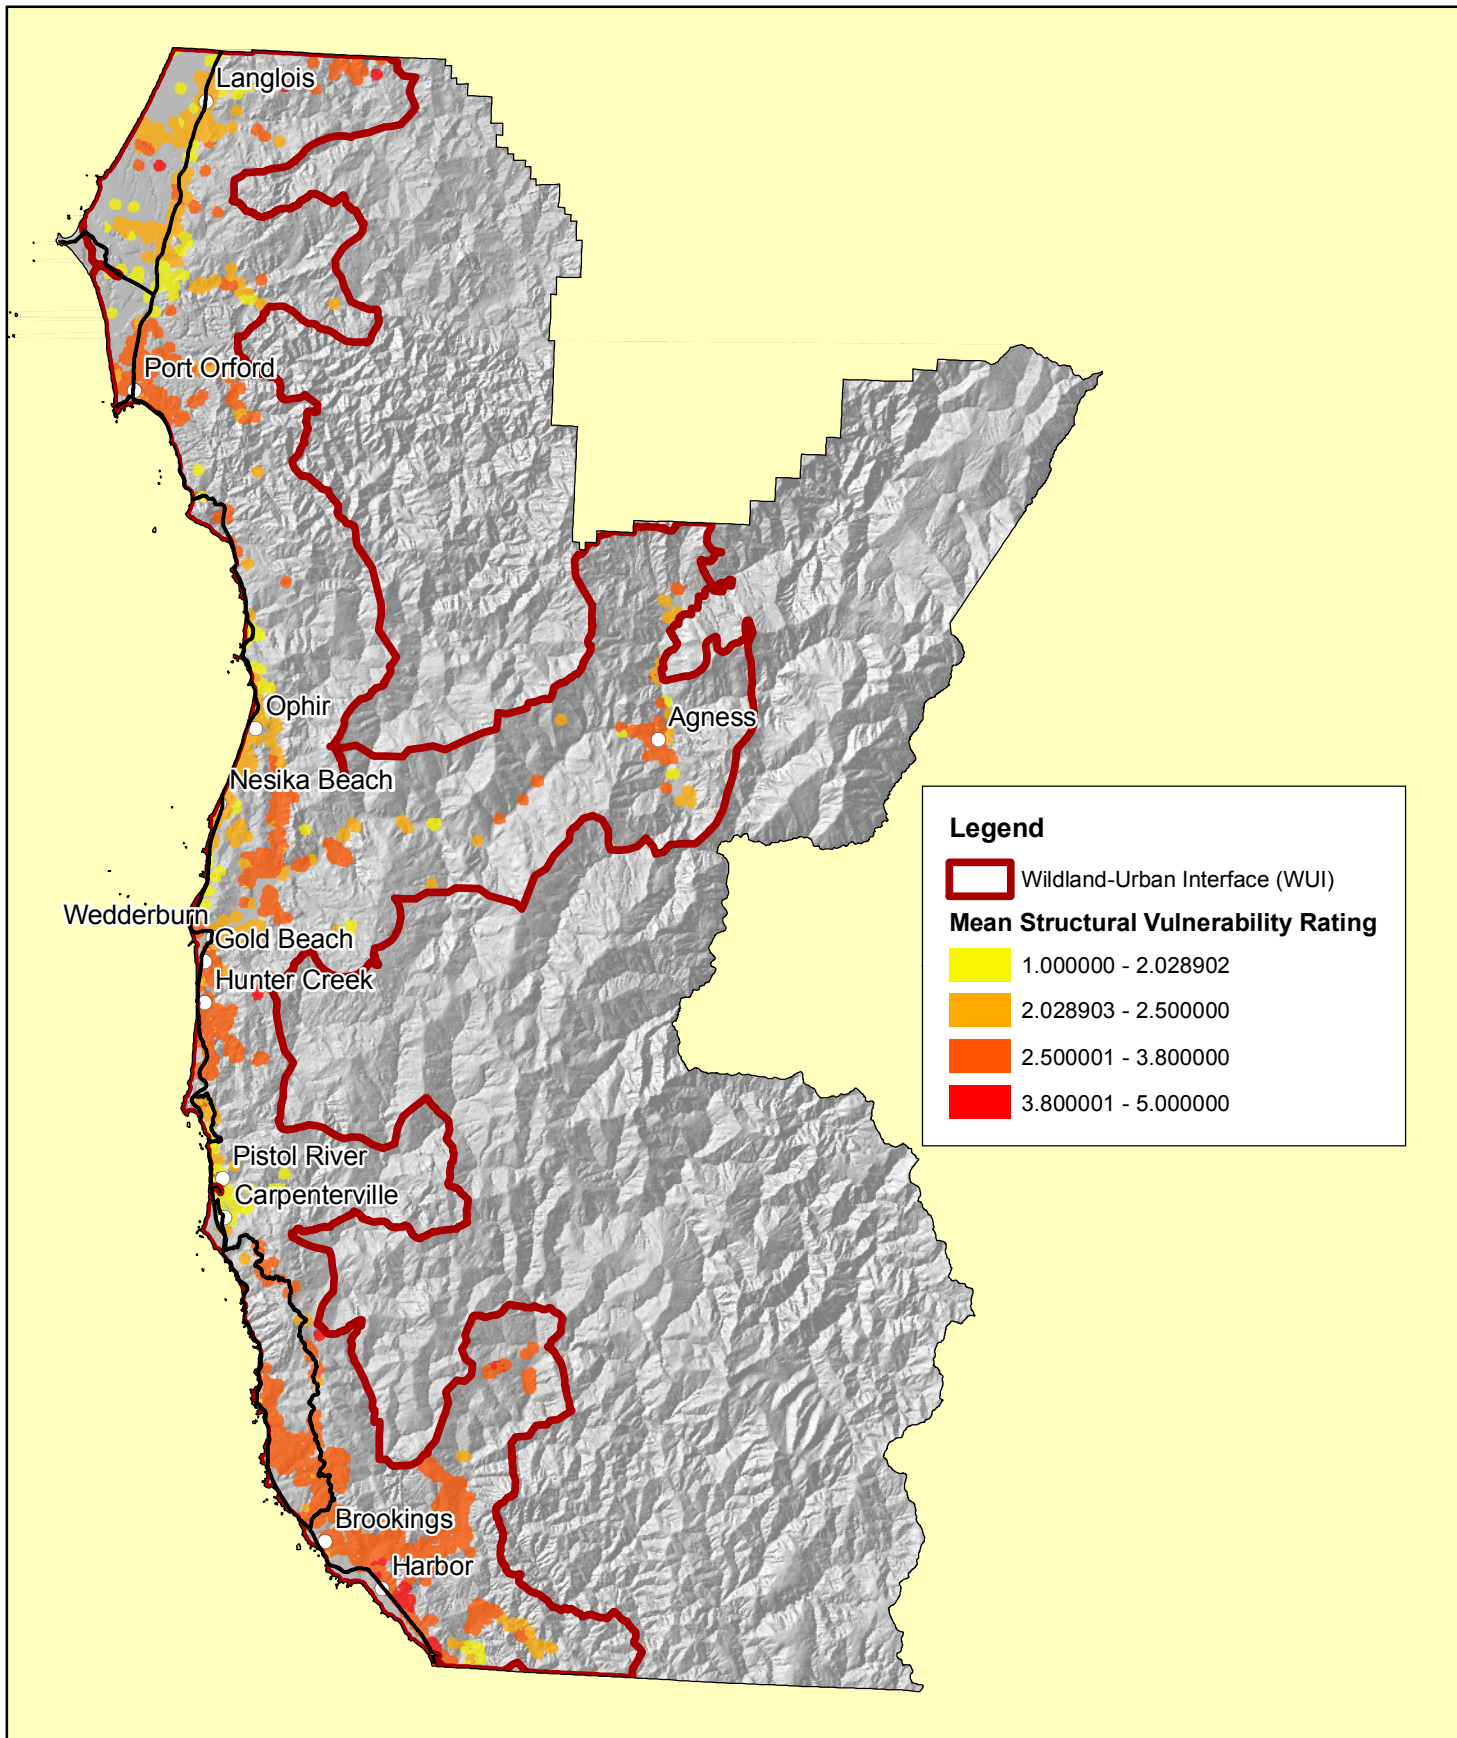 Langlois
Port Orford
Ophir
Agness
Nesika Beach
Wedderburn
Gold Beach
Hunter Creek
Pistol River
Carpenterville
Brookings
Harbor
Legend
Wildland-Urban Interface (WUI)
Mean Structural Vulnerability Rating
1.000000 - 2.028902
2.028903 - 2.500000
2.500001 - 3.800000
3.800001 - 5.000000